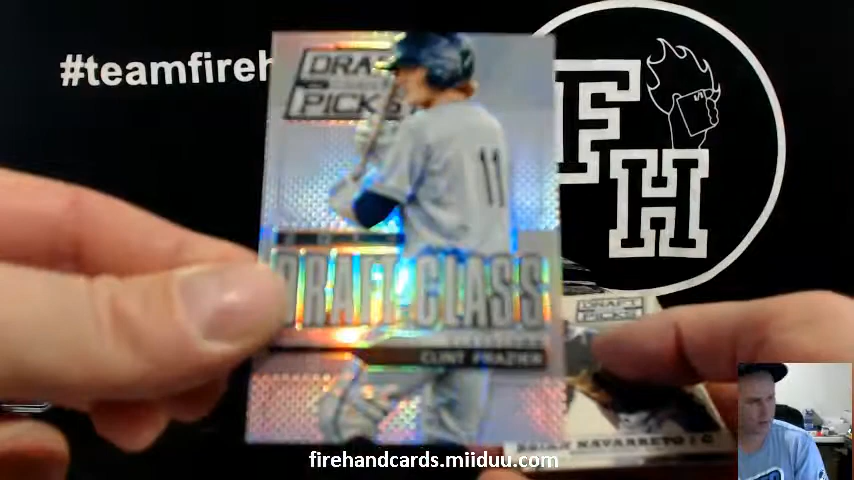 #teamfireh
DRAFT
PICKS
11
FH
DRAFT CLASS
CLINT FRAZIER
DRAFT
PICKS
BRIAN NAVARRETO / C
firehandcards.miiduu.com